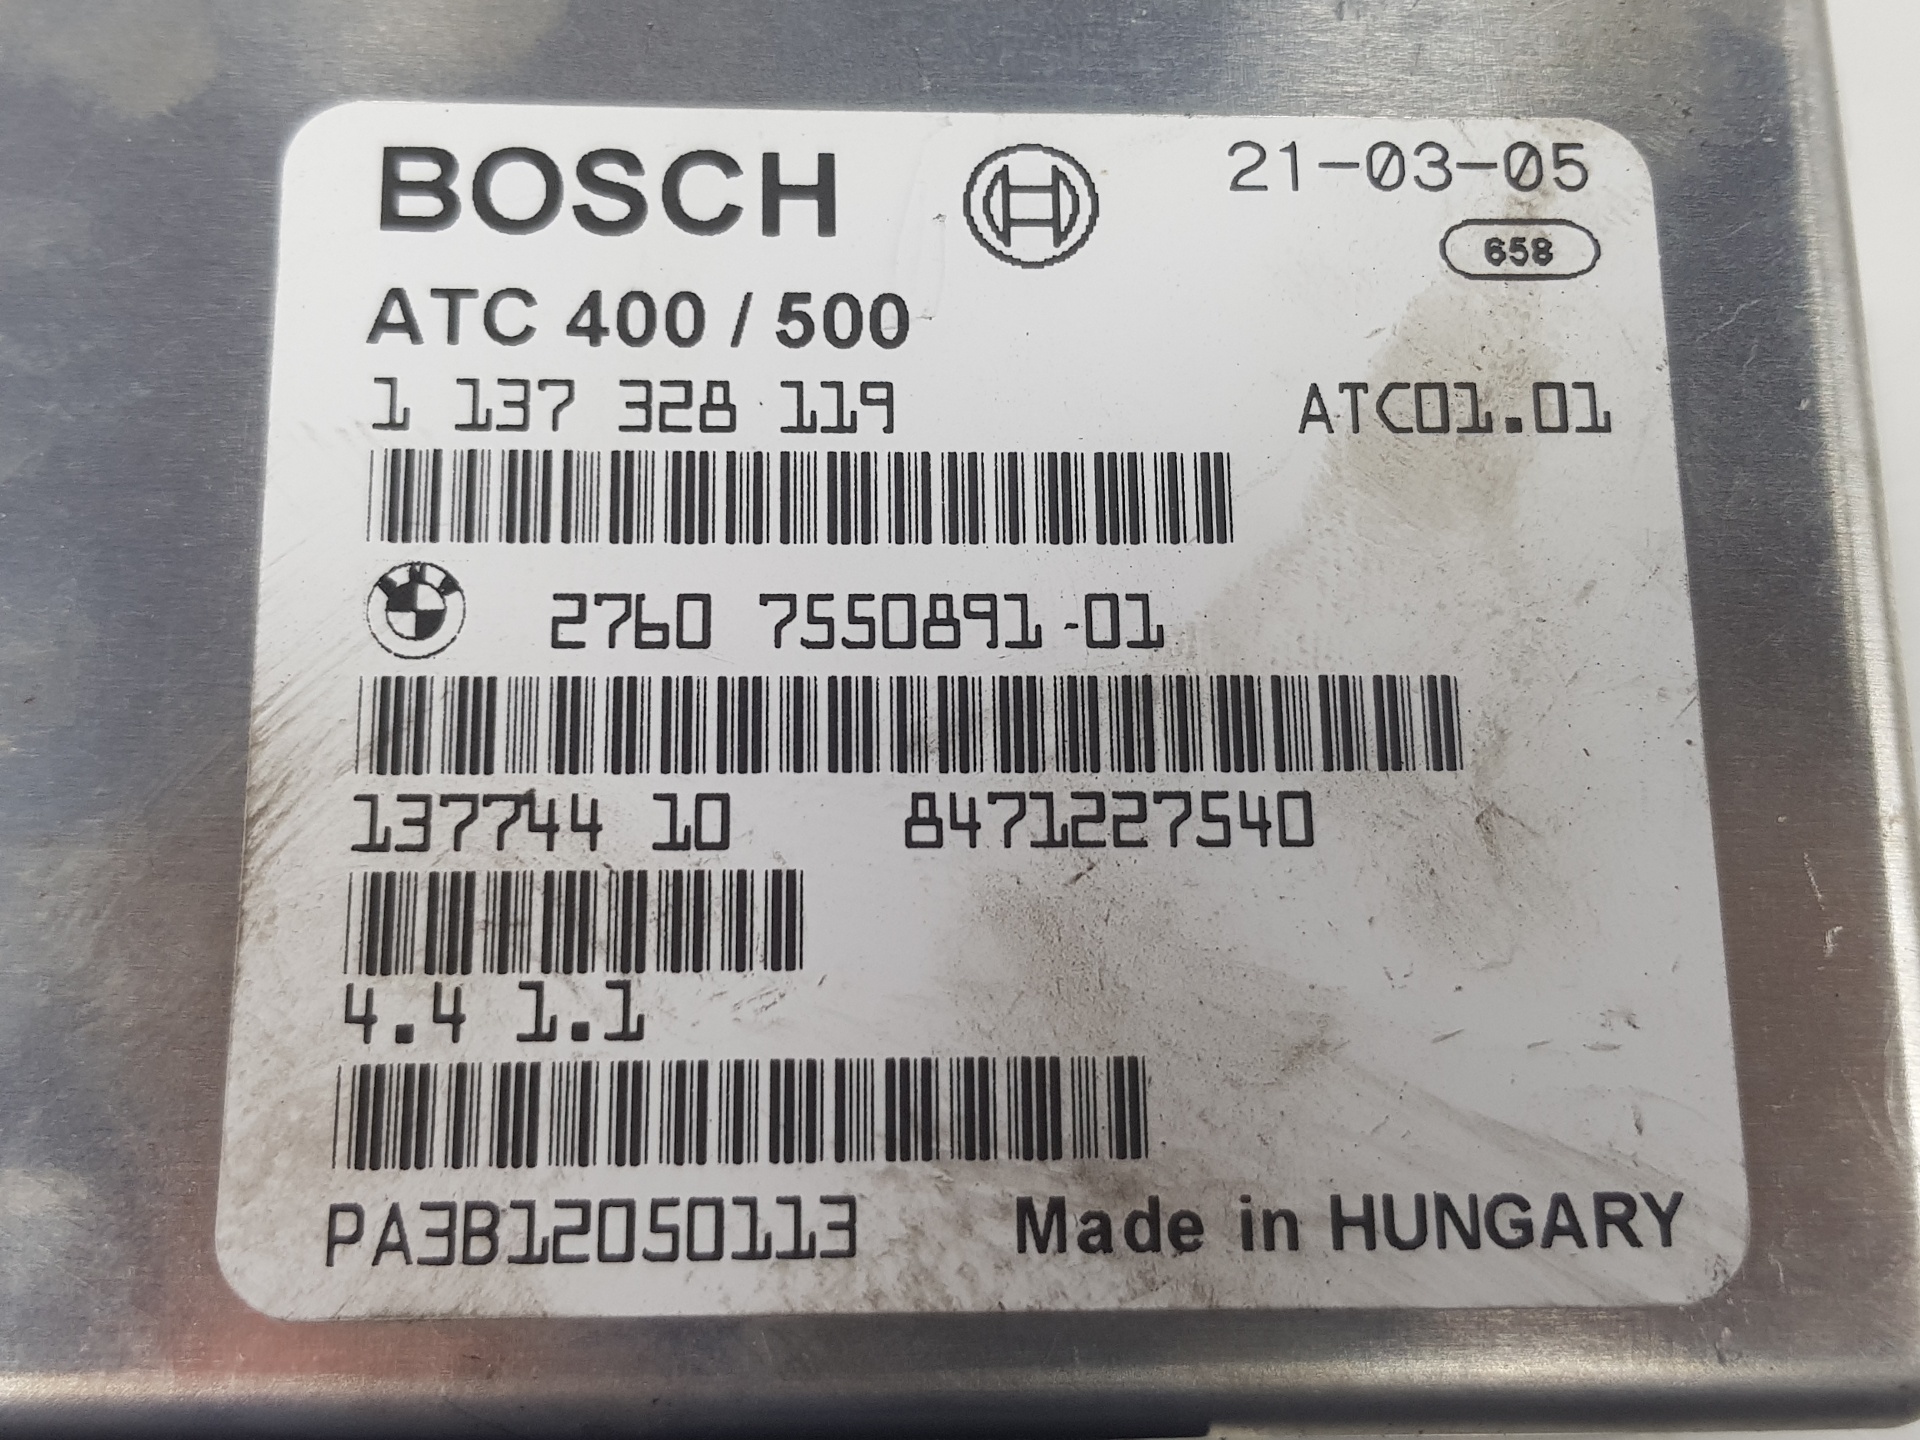 BOSCH 21-03-05
658
ATC 400 / 500
1 137 328 119 ATC01.01
2760 7550891-01
137744 10 8471227540
4.4 1.1
PA3B12050113 Made in HUNGARY